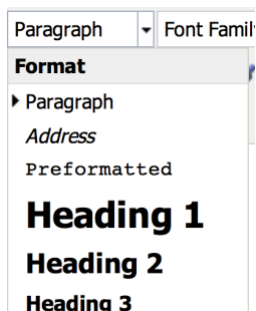 Paragraph Font Famil
Format
Paragraph
Address
Preformatted
Heading 1
Heading 2
Heading 3